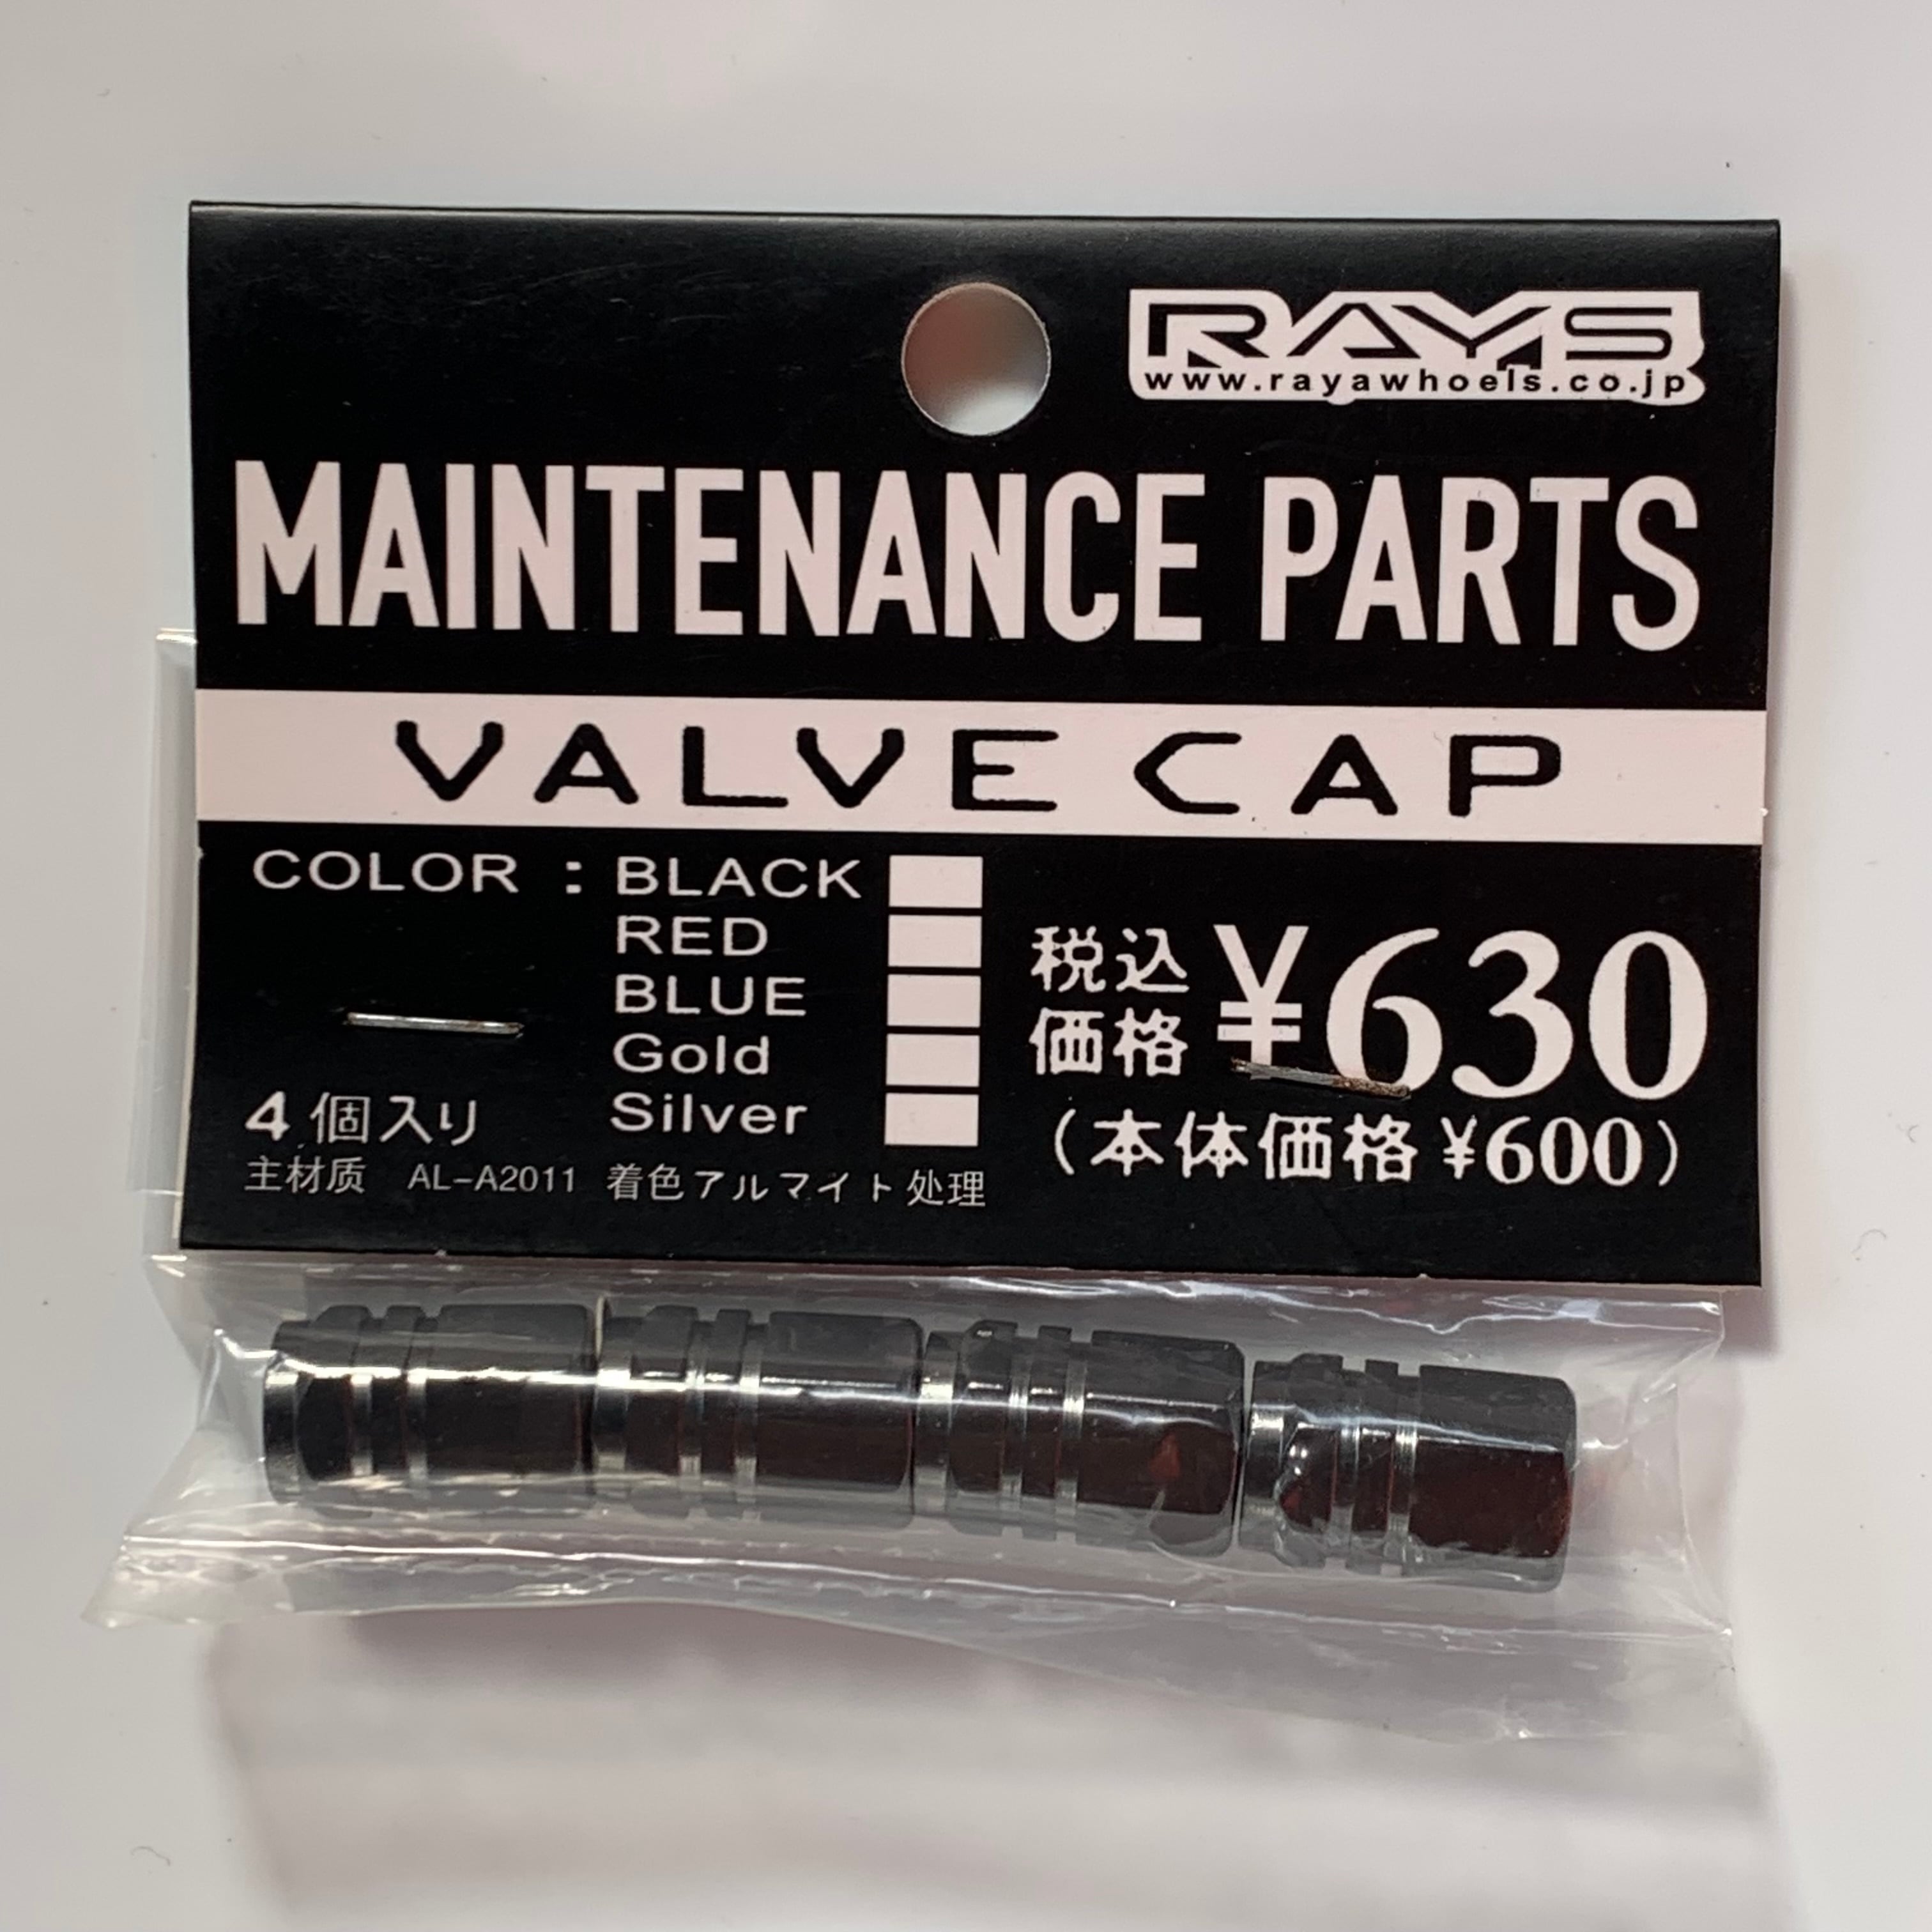 RAYS
www.rayawhoels.co.jp
MAINTENANCE PARTS
VALVE CAP
COLOR : BLACK
RED
BLUE
Gold
Silver
4個入り
主材质 AL-A2011 着色アルマイト处理
税込
価格 ¥630
(本体価格¥600)